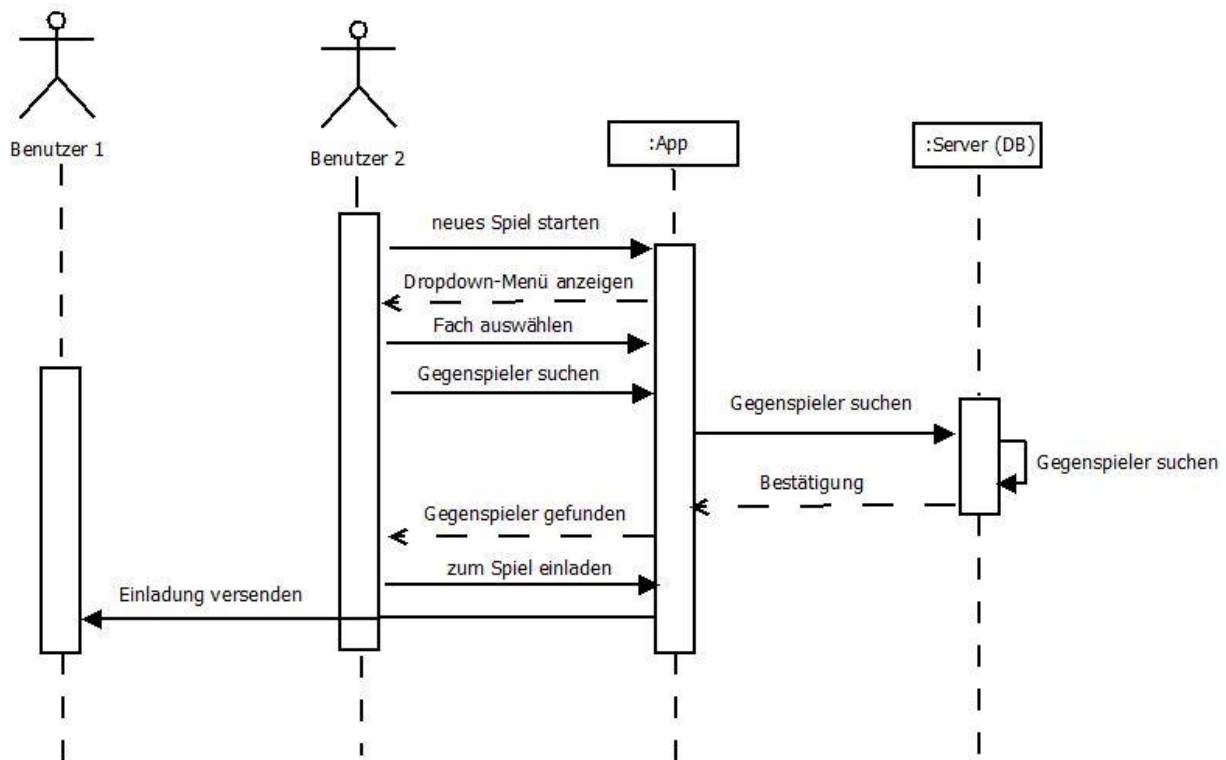 Benutzer 1
Benutzer 2
:App
:Server (DB)
neues Spiel starten
Dropdown-Menü anzeigen
Fach auswählen
Gegenspieler suchen
Gegenspieler suchen
Gegenspieler suchen
Bestätigung
Gegenspieler gefunden
zum Spiel einladen
Einladung versenden